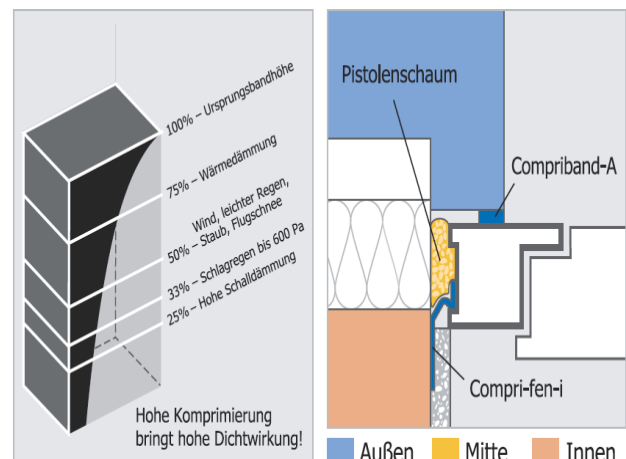 100% – Ursprungsbandhöhe
75% – Wärmedämmung
Wind, leichter Regen,
50% – Staub, Flugschnee
33% – Schlagregen bis 600 Pa
25% – Hohe Schalldämmung
Hohe Komprimierung
bringt hohe Dichtwirkung!
Pistolenschaum
Compriband-A
Compri-fen-i
Außen Mitte Innen